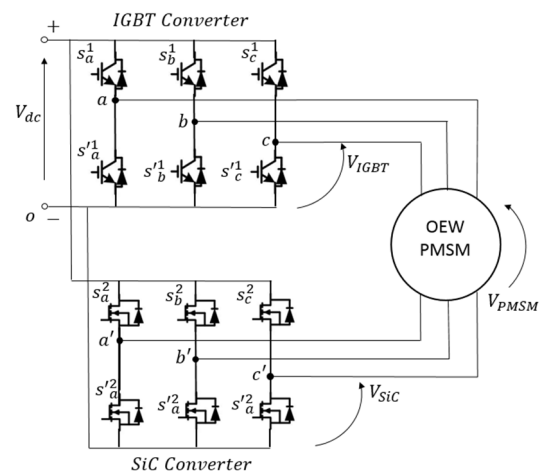 IGBT Converter
+
s_a^1 s_b^1 s_c^1
a
V_dc
b
c
s'_a^1 s'_b^1 s'_c^1
V_IGBT
o −
OEW
PMSM
V_PMSM
s_a^2 s_b^2 s_c^2
a'
b'
c'
V_SiC
s'_a^2 s'_a^2 s'_a^2
SiC Converter